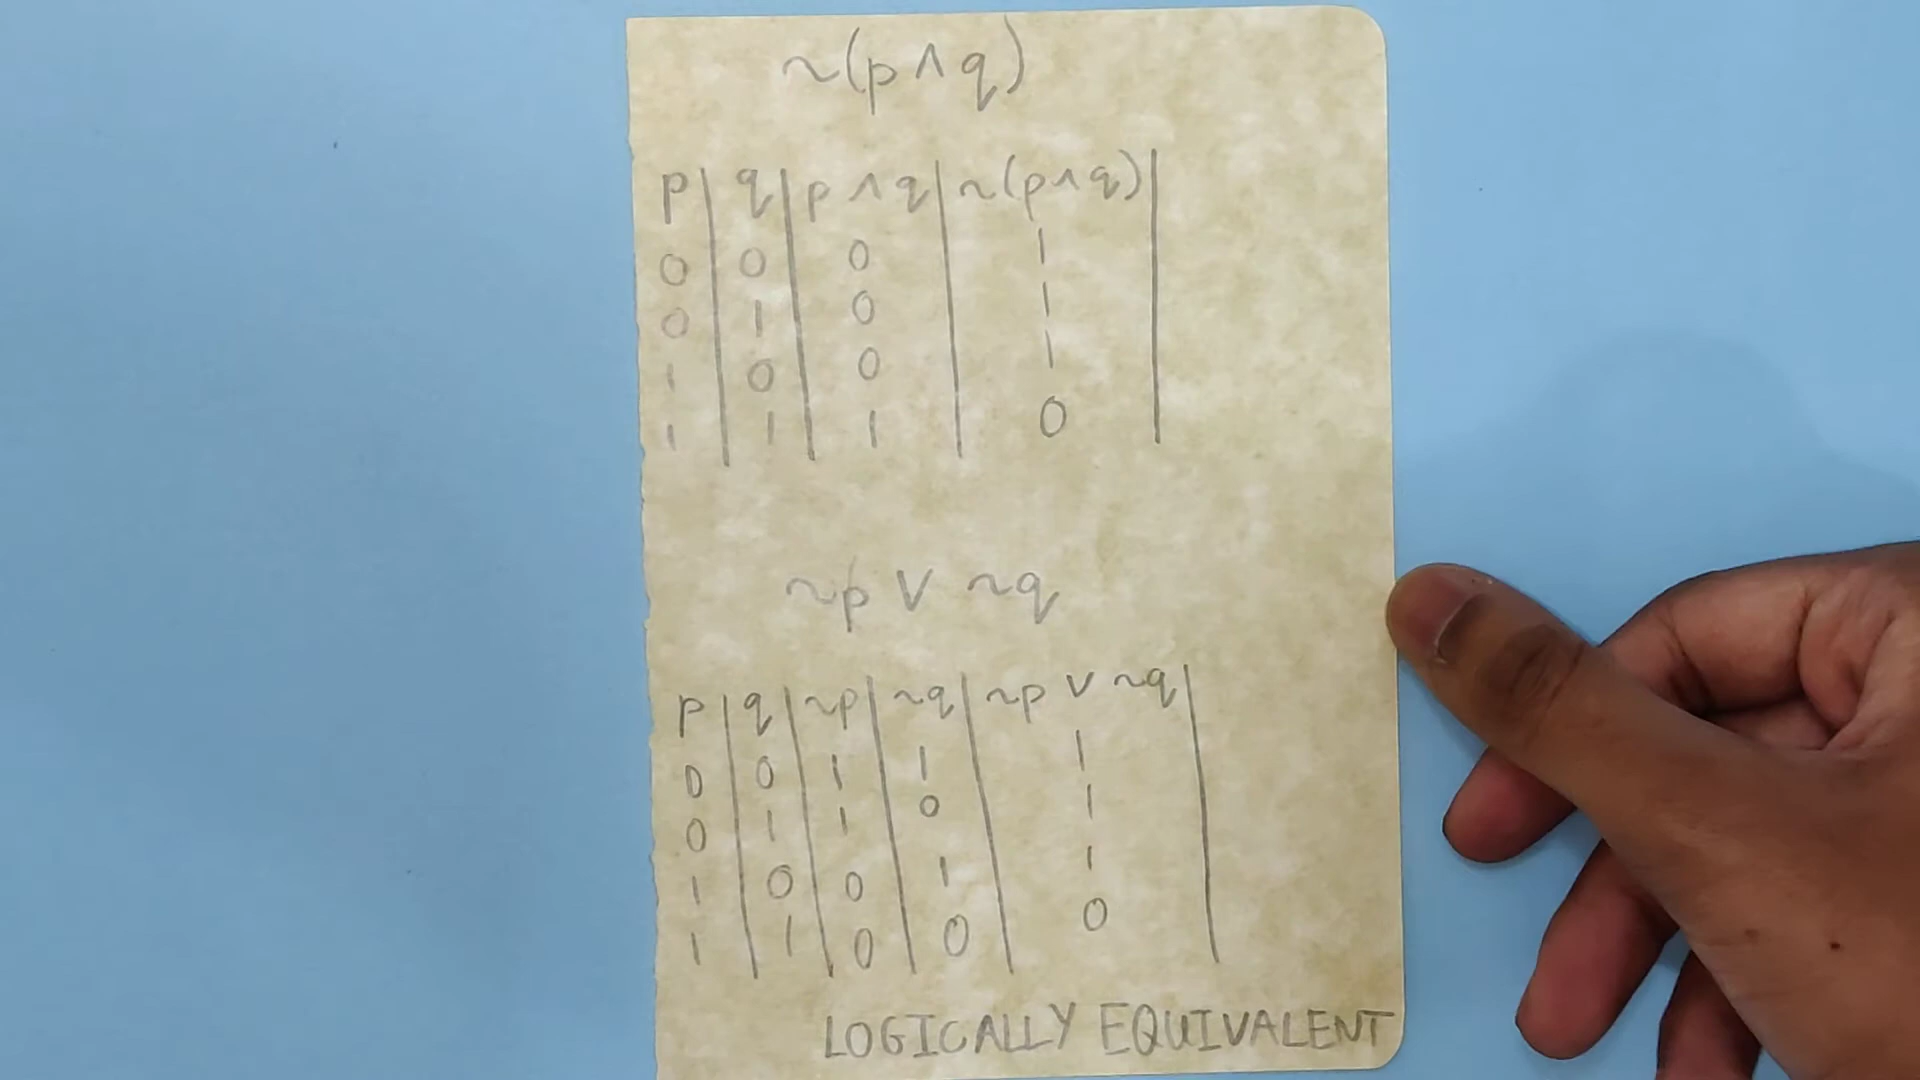 ~(p ∧ q)
p | q | p ∧ q | ~(p ∧ q) |
0 | 0 | 0 | 1 |
0 | 1 | 0 | 1 |
1 | 0 | 0 | 1 |
1 | 1 | 1 | 0 |
~p ∨ ~q
p | q | ~p | ~q | ~p ∨ ~q |
0 | 0 | 1 | 1 | 1 |
0 | 1 | 1 | 0 | 1 |
1 | 0 | 0 | 1 | 1 |
1 | 1 | 0 | 0 | 0 |
LOGICALLY EQUIVALENT